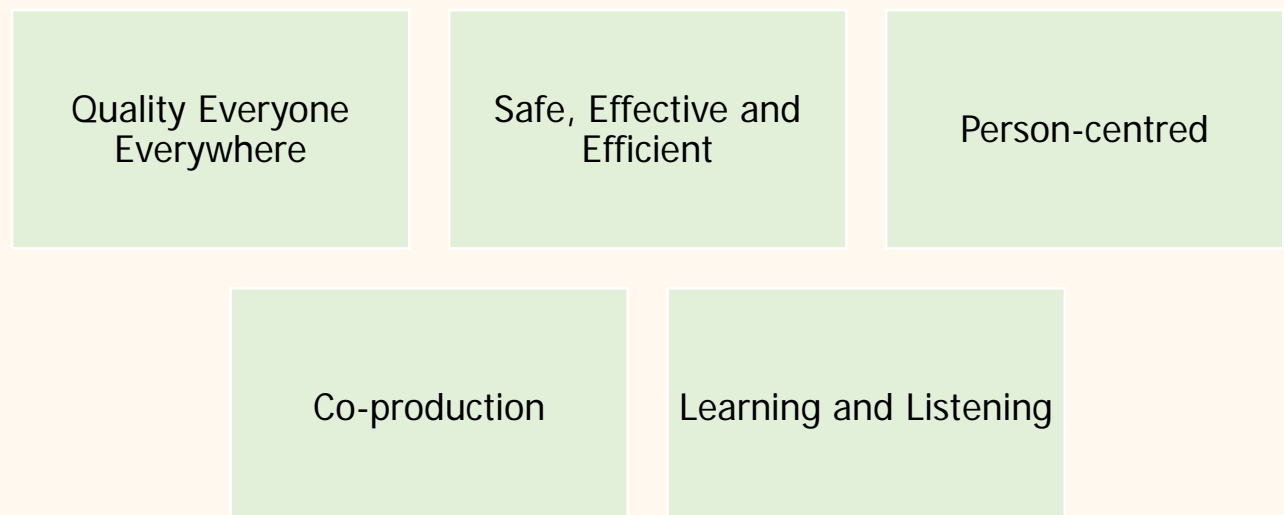 Quality Everyone
Everywhere
Safe, Effective and
Efficient
Person-centred
Co-production
Learning and Listening